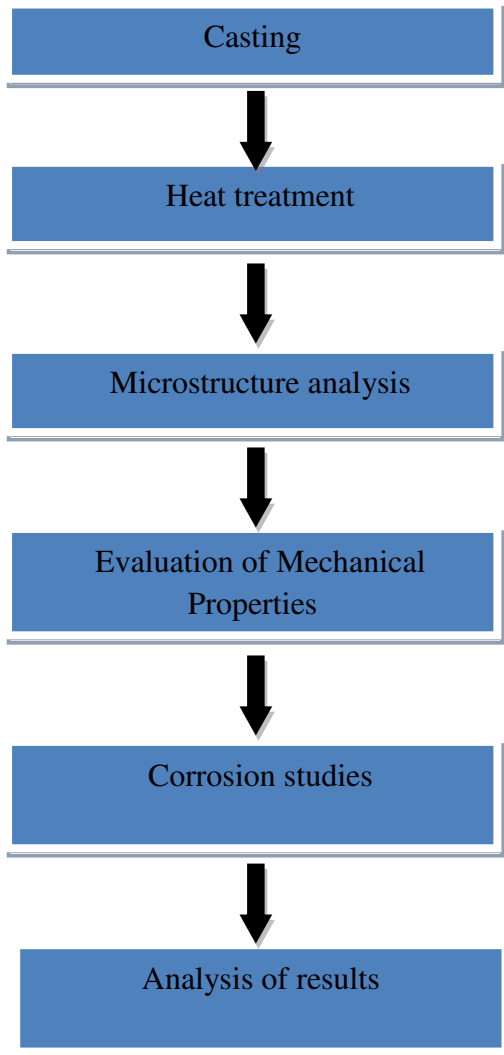 Casting
Heat treatment
Microstructure analysis
Evaluation of Mechanical
Properties
Corrosion studies
Analysis of results